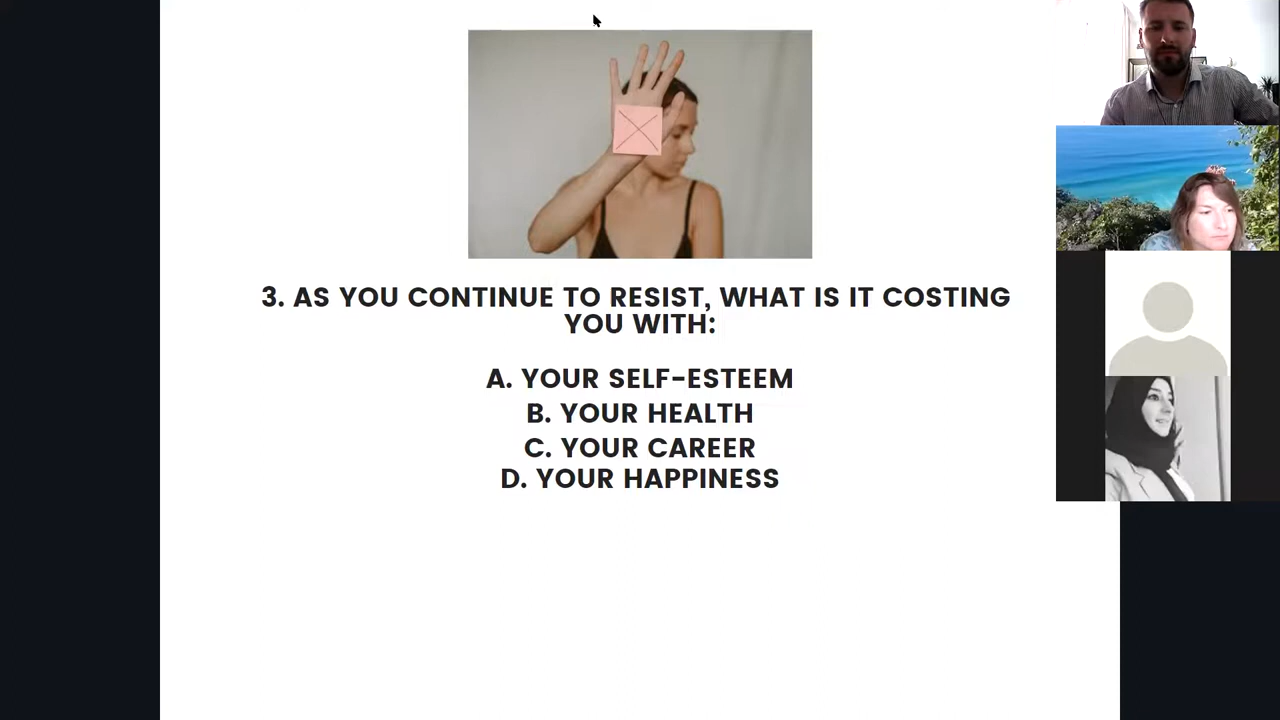 3. AS YOU CONTINUE TO RESIST, WHAT IS IT COSTING
YOU WITH:
A. YOUR SELF-ESTEEM
B. YOUR HEALTH
C. YOUR CAREER
D. YOUR HAPPINESS